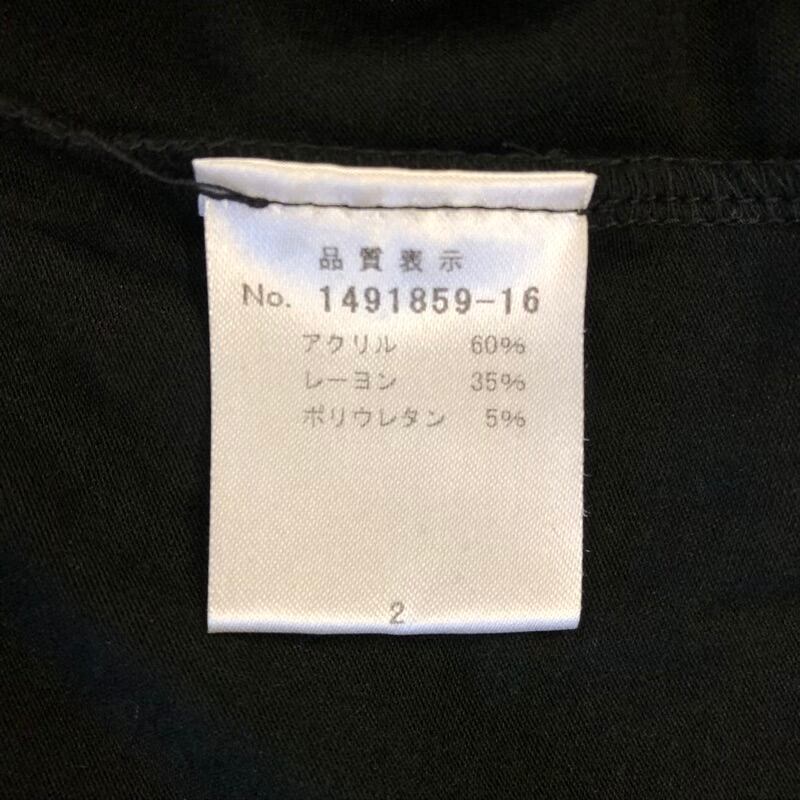 品質表示
No. 1491859-16
アクリル 60%
レーヨン 35%
ポリウレタン 5%
2